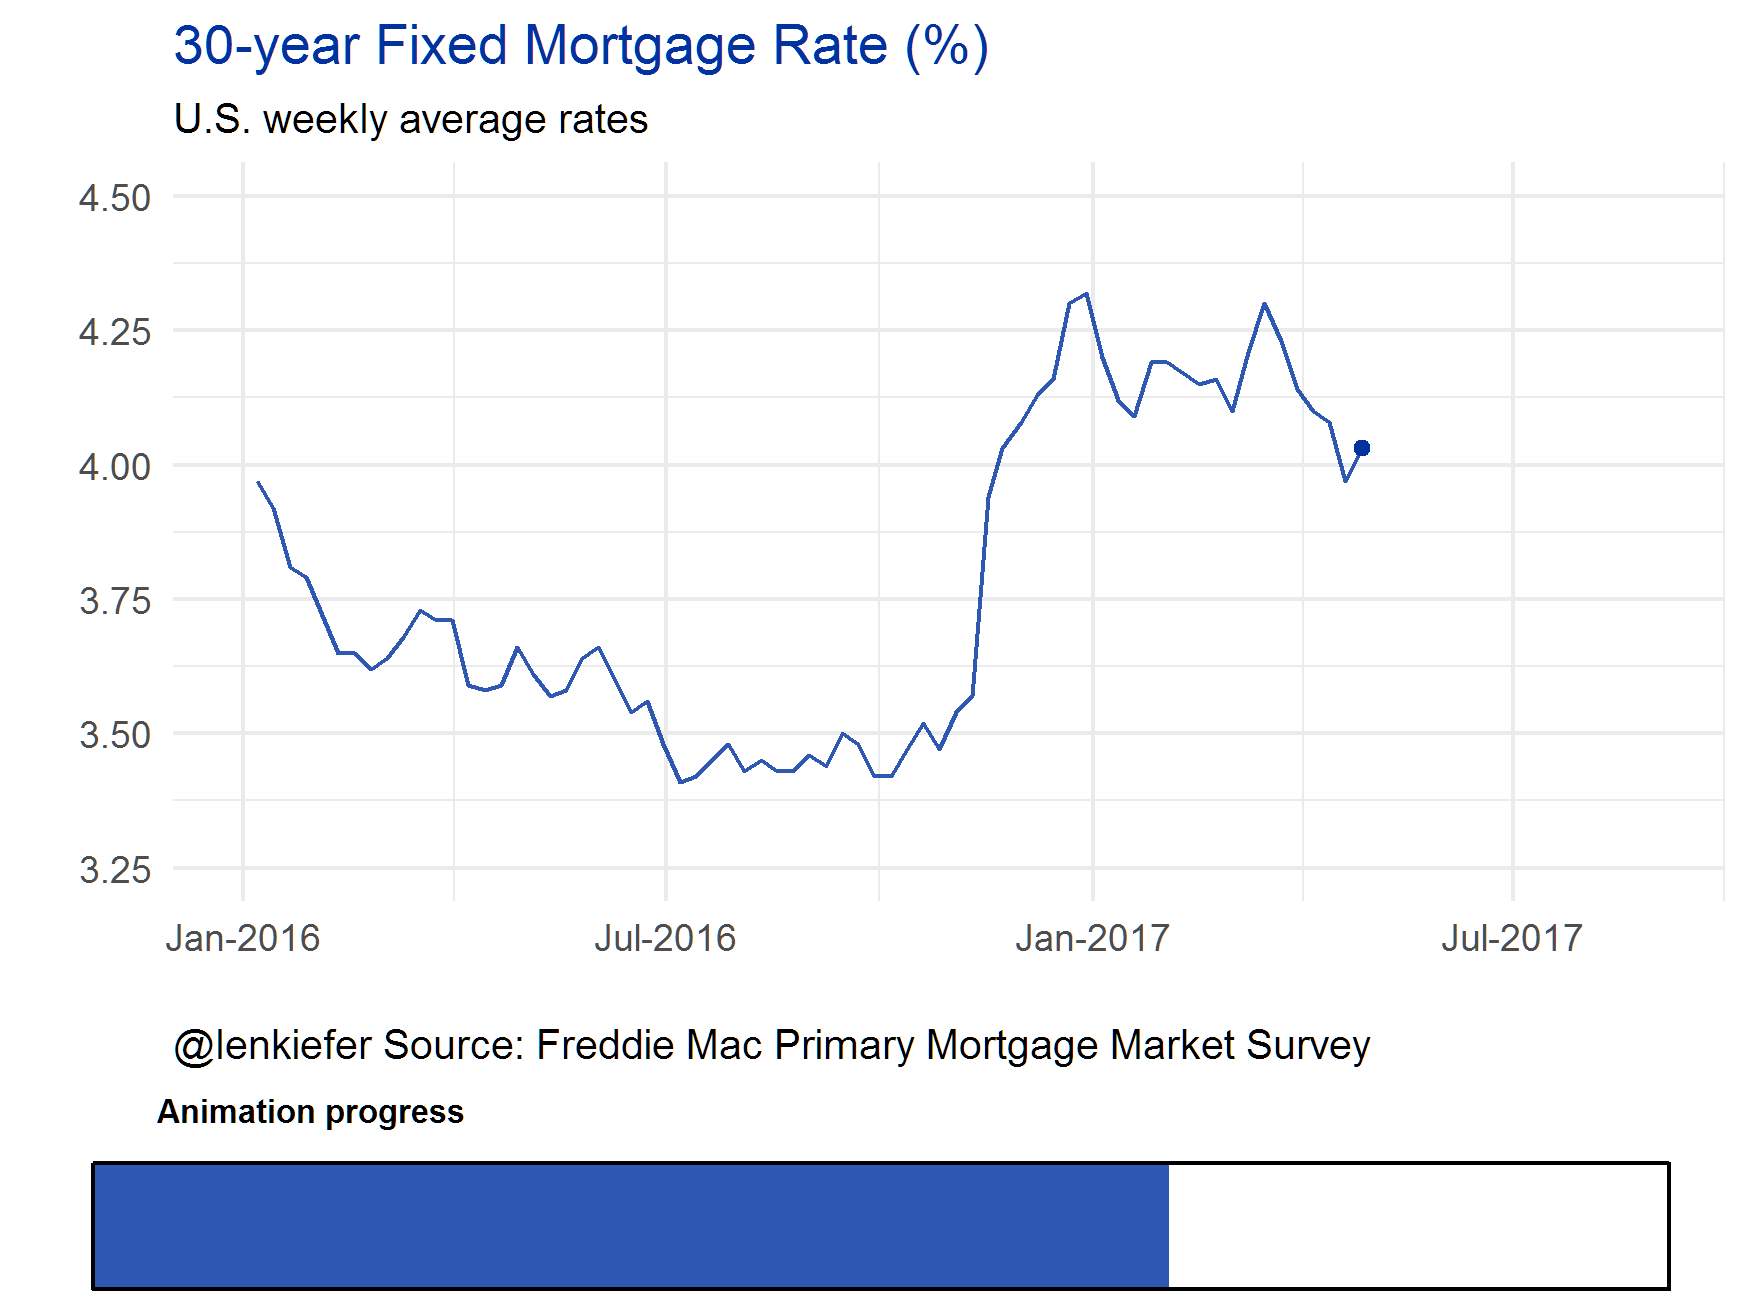 30-year Fixed Mortgage Rate (%)
U.S. weekly average rates
4.50
4.25
4.00
3.75
3.50
3.25
Jan-2016 Jul-2016 Jan-2017 Jul-2017
@lenkiefer Source: Freddie Mac Primary Mortgage Market Survey
Animation progress